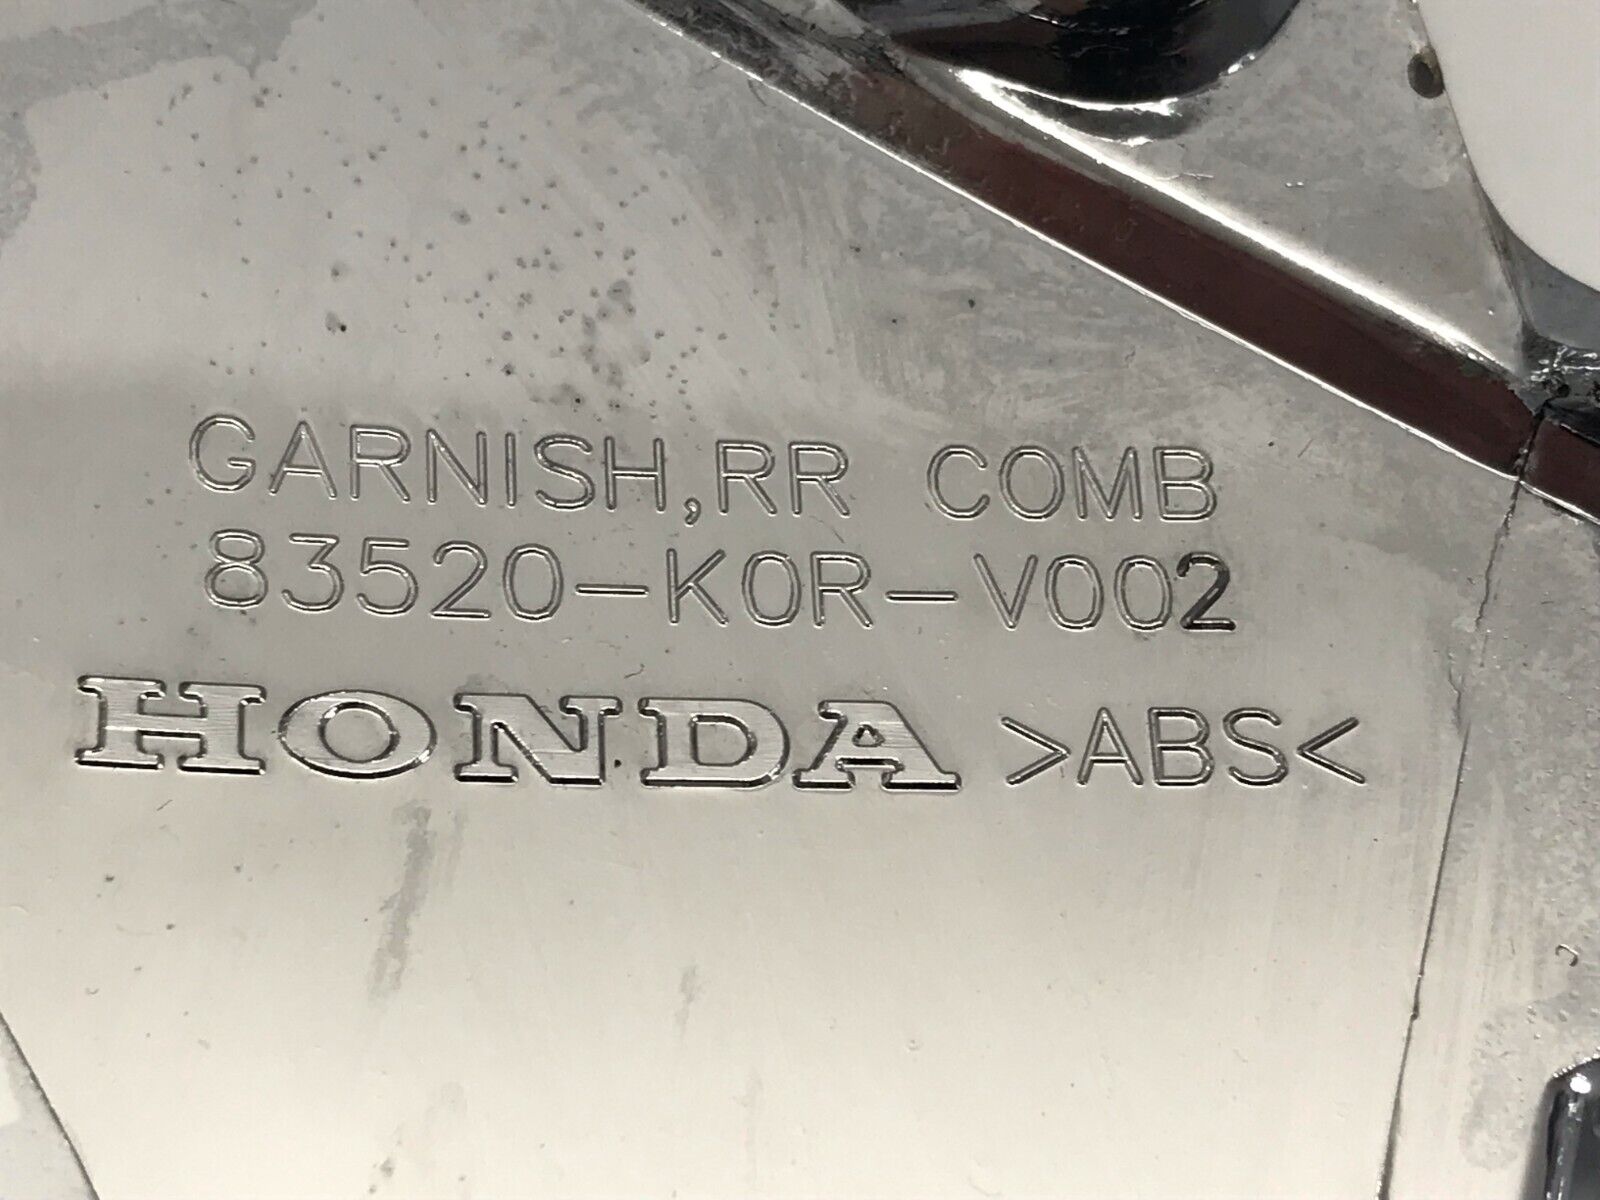 GARNISH,RR COMB
83520-K0R-V002
HONDA >ABS<